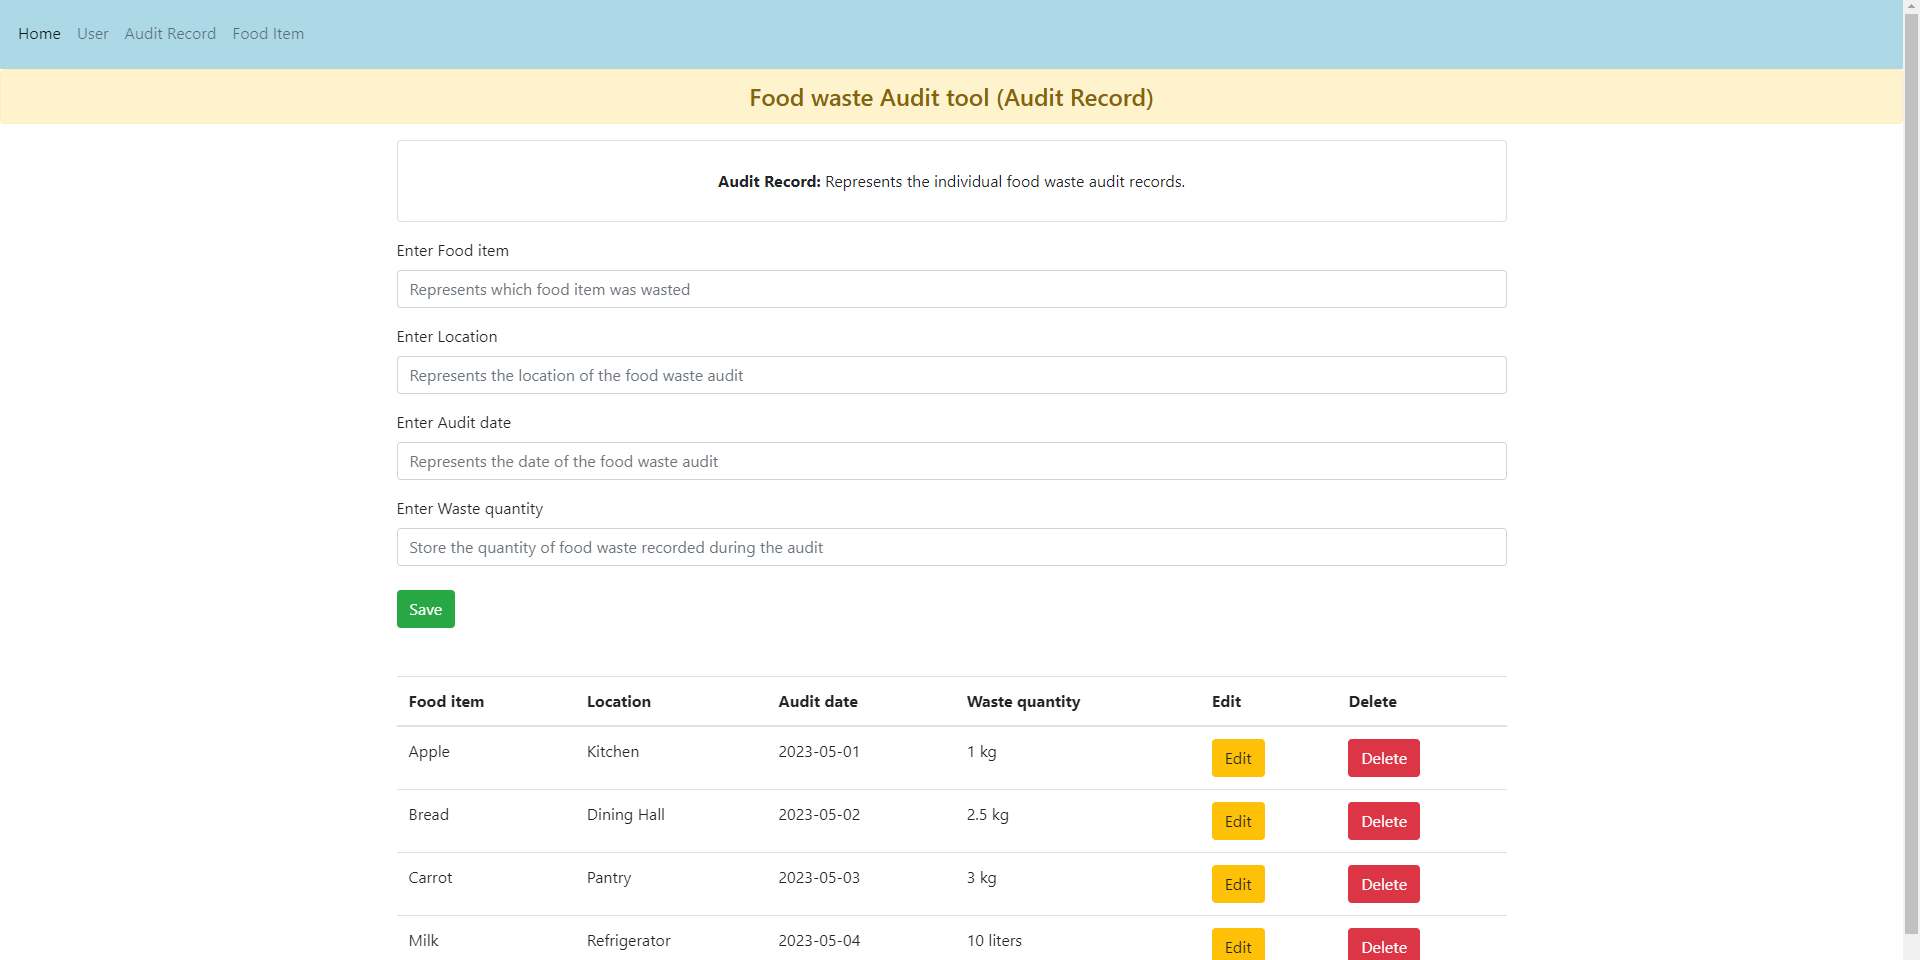 Home User Audit Record Food Item
Food waste Audit tool (Audit Record)
Audit Record: Represents the individual food waste audit records.
Enter Food item
Represents which food item was wasted
Enter Location
Represents the location of the food waste audit
Enter Audit date
Represents the date of the food waste audit
Enter Waste quantity
Store the quantity of food waste recorded during the audit
Save
Food item Location Audit date Waste quantity Edit Delete
Apple Kitchen 2023-05-01 1 kg Edit Delete
Bread Dining Hall 2023-05-02 2.5 kg Edit Delete
Carrot Pantry 2023-05-03 3 kg Edit Delete
Milk Refrigerator 2023-05-04 10 liters Edit Delete